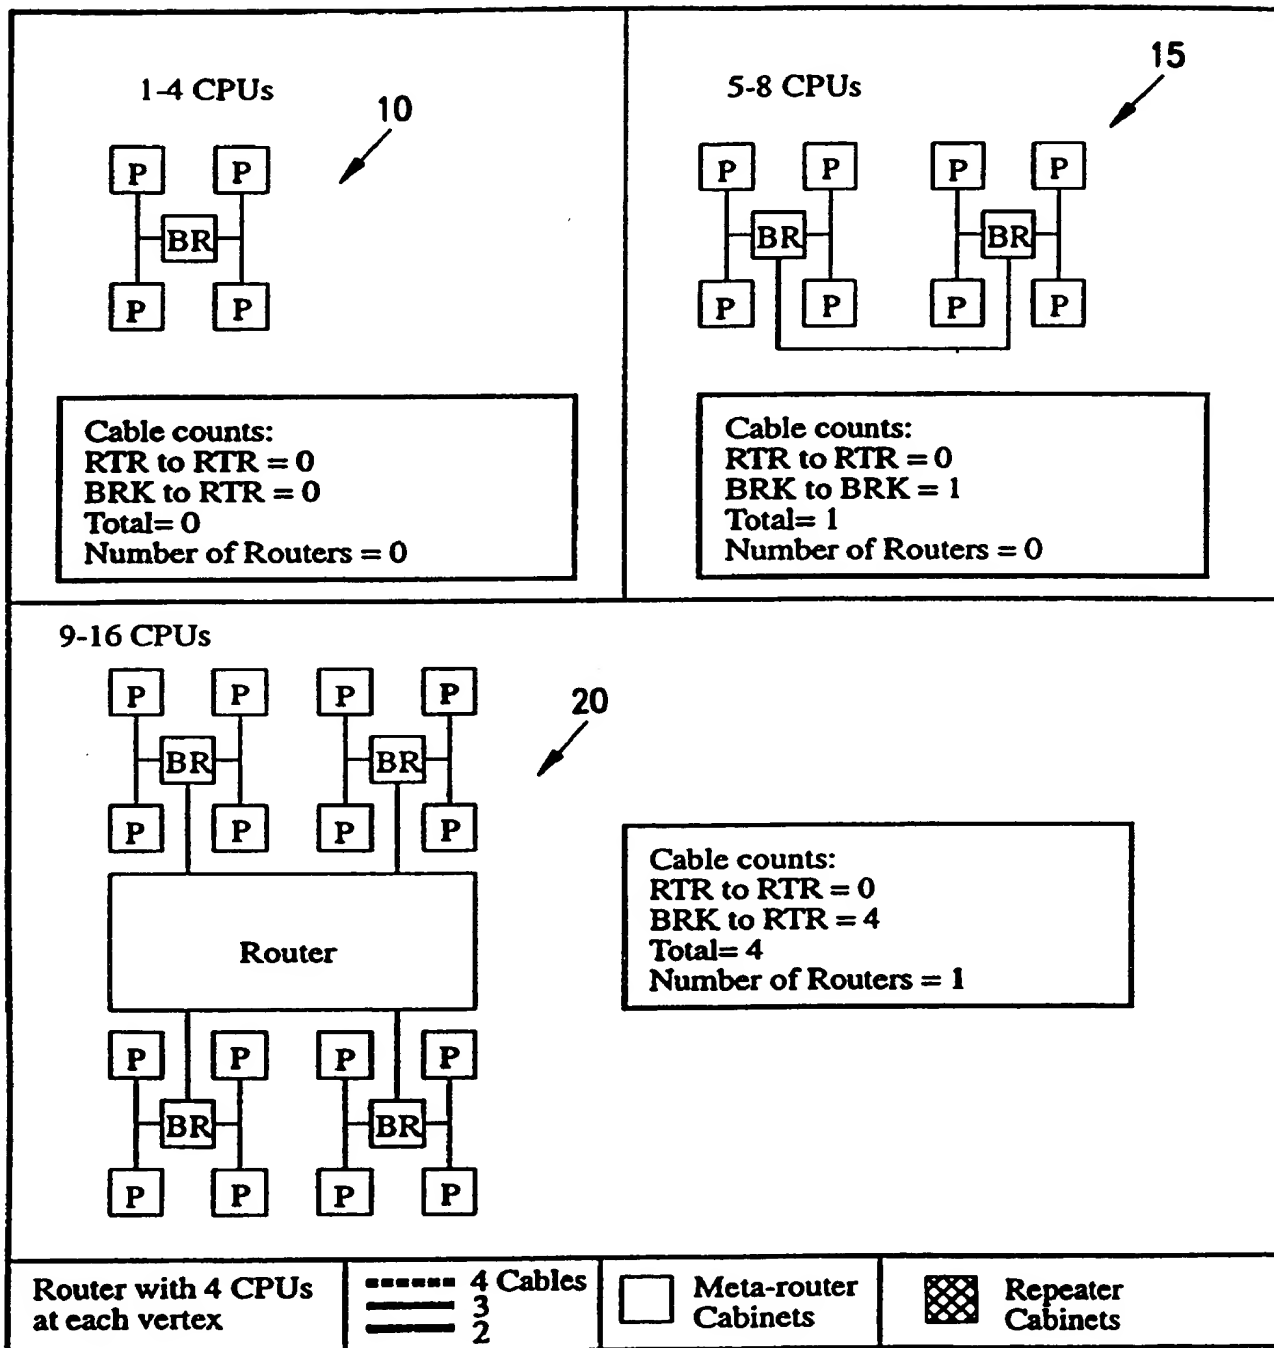 1-4 CPUs
10
P P
BR
P P
Cable counts:
RTR to RTR = 0
BRK to RTR = 0
Total= 0
Number of Routers = 0
5-8 CPUs
15
P P P P
BR BR
P P P P
Cable counts:
RTR to RTR = 0
BRK to BRK = 1
Total= 1
Number of Routers = 0
9-16 CPUs
20
P P P P
BR BR
P P P P
Router
P P P P
BR BR
P P P P
Cable counts:
RTR to RTR = 0
BRK to RTR = 4
Total= 4
Number of Routers = 1
Router with 4 CPUs
at each vertex
4 Cables
3
2
Meta-router
Cabinets
Repeater
Cabinets